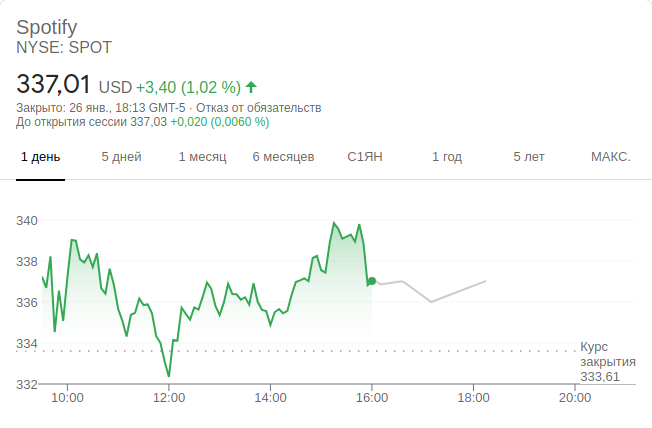 Spotify
NYSE: SPOT
337,01 USD +3,40 (1,02 %)
Закрыто: 26 янв., 18:13 GMT-5 · Отказ от обязательств
До открытия сессии 337,03 +0,020 (0,0060 %)
1 день 5 дней 1 месяц 6 месяцев С1ЯН 1 год 5 лет МАКС.
340
338
336
334
332
Курс
закрытия
333,61
10:00 12:00 14:00 16:00 18:00 20:00